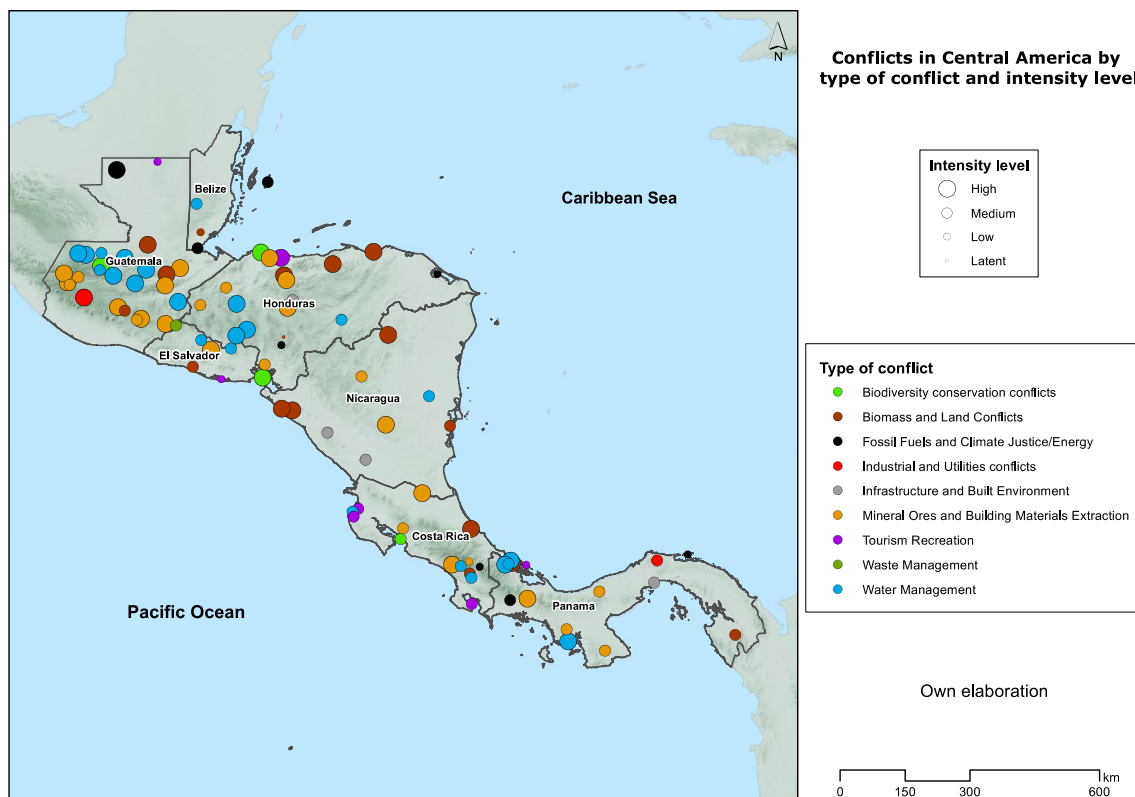 N
Conflicts in Central America by
type of conflict and intensity level
Intensity level
High
Medium
Low
Latent
Caribbean Sea
Belize
Guatemala
Honduras
El Salvador
Nicaragua
Costa Rica
Panama
Pacific Ocean
Type of conflict
Biodiversity conservation conflicts
Biomass and Land Conflicts
Fossil Fuels and Climate Justice/Energy
Industrial and Utilities conflicts
Infrastructure and Built Environment
Mineral Ores and Building Materials Extraction
Tourism Recreation
Waste Management
Water Management
Own elaboration
km
0 150 300 600